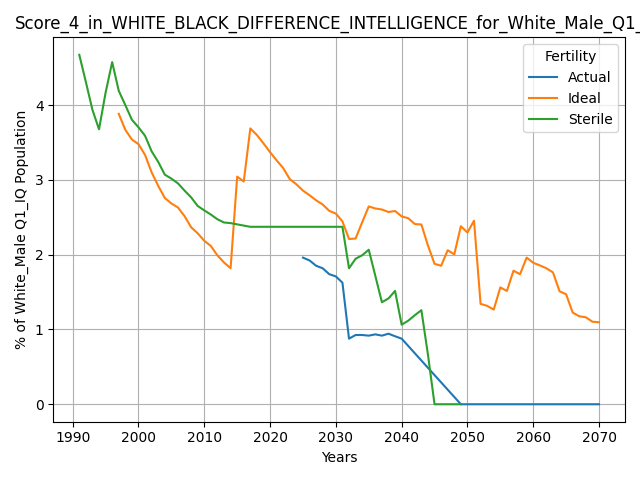 Score_4_in_WHITE_BLACK_DIFFERENCE_INTELLIGENCE_for_White_Male_Q1_
Fertility
Actual
Ideal
Sterile
% of White_Male Q1_IQ Population
4
3
2
1
0
1990 2000 2010 2020 2030 2040 2050 2060 2070
Years